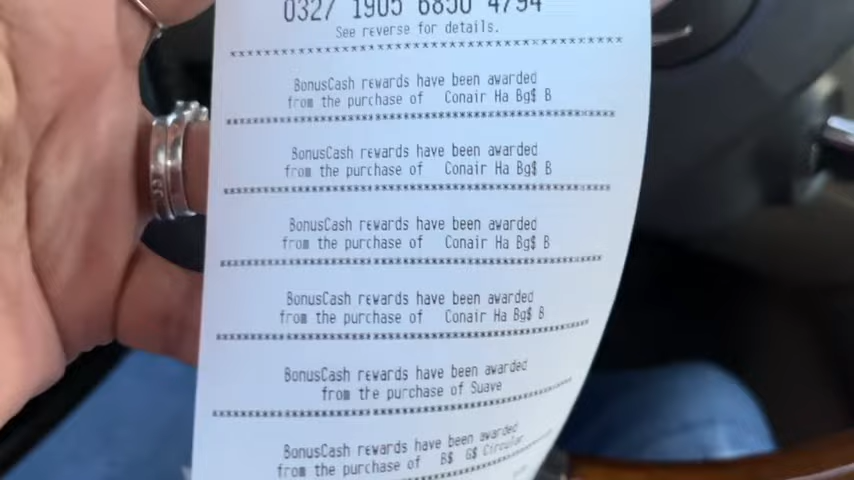 0327 1905 6850 4794
See reverse for details.
****************************************
BonusCash rewards have been awarded
from the purchase of Conair Ha Bg$ B
****************************************
BonusCash rewards have been awarded
from the purchase of Conair Ha Bg$ B
****************************************
BonusCash rewards have been awarded
from the purchase of Conair Ha Bg$ B
****************************************
BonusCash rewards have been awarded
from the purchase of Conair Ha Bg$ B
****************************************
BonusCash rewards have been awarded
from the purchase of Suave
****************************************
BonusCash rewards have been awarded
from the purchase of B$ G$ Circular
****************************************